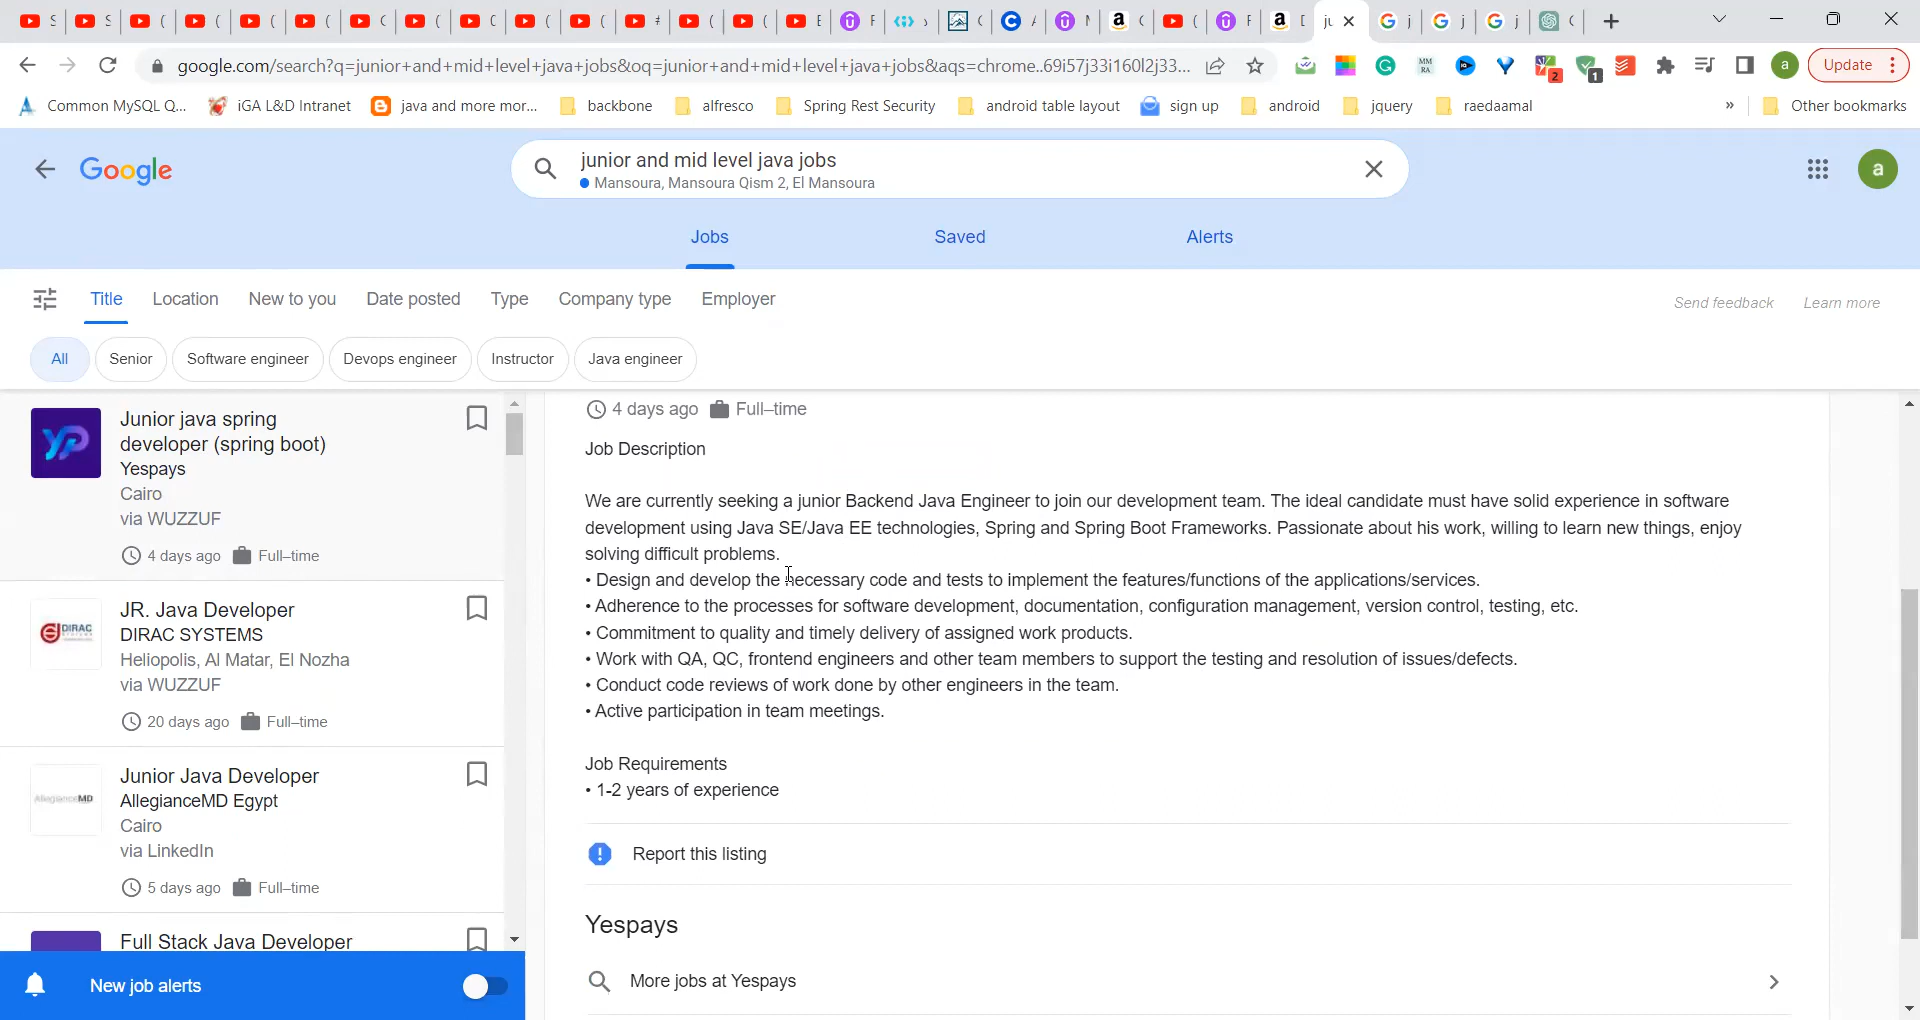 google.com/search?q=junior+and+mid+level+java+jobs&oq=junior+and+mid+level+java+jobs&aqs=chrome..69i57j33i160l2j33...
2
1
a
Update
Common MySQL Q...
iGA L&D Intranet
java and more mor...
backbone
alfresco
Spring Rest Security
android table layout
sign up
android
jquery
raedaamal
»
Other bookmarks
Google
junior and mid level java jobs
Mansoura, Mansoura Qism 2, El Mansoura
a
Jobs
Saved
Alerts
Title
Location
New to you
Date posted
Type
Company type
Employer
Send feedback
Learn more
All
Senior
Software engineer
Devops engineer
Instructor
Java engineer
YP
Junior java spring
developer (spring boot)
Yespays
Cairo
via WUZZUF
4 days ago
Full–time
DIRAC
JR. Java Developer
DIRAC SYSTEMS
Heliopolis, Al Matar, El Nozha
via WUZZUF
20 days ago
Full–time
AllegianceMD
Junior Java Developer
AllegianceMD Egypt
Cairo
via LinkedIn
5 days ago
Full–time
Full Stack Java Developer
New job alerts
4 days ago
Full–time
Job Description
We are currently seeking a junior Backend Java Engineer to join our development team. The ideal candidate must have solid experience in software
development using Java SE/Java EE technologies, Spring and Spring Boot Frameworks. Passionate about his work, willing to learn new things, enjoy
solving difficult problems.
• Design and develop the necessary code and tests to implement the features/functions of the applications/services.
• Adherence to the processes for software development, documentation, configuration management, version control, testing, etc.
• Commitment to quality and timely delivery of assigned work products.
• Work with QA, QC, frontend engineers and other team members to support the testing and resolution of issues/defects.
• Conduct code reviews of work done by other engineers in the team.
• Active participation in team meetings.
Job Requirements
• 1-2 years of experience
Report this listing
Yespays
More jobs at Yespays